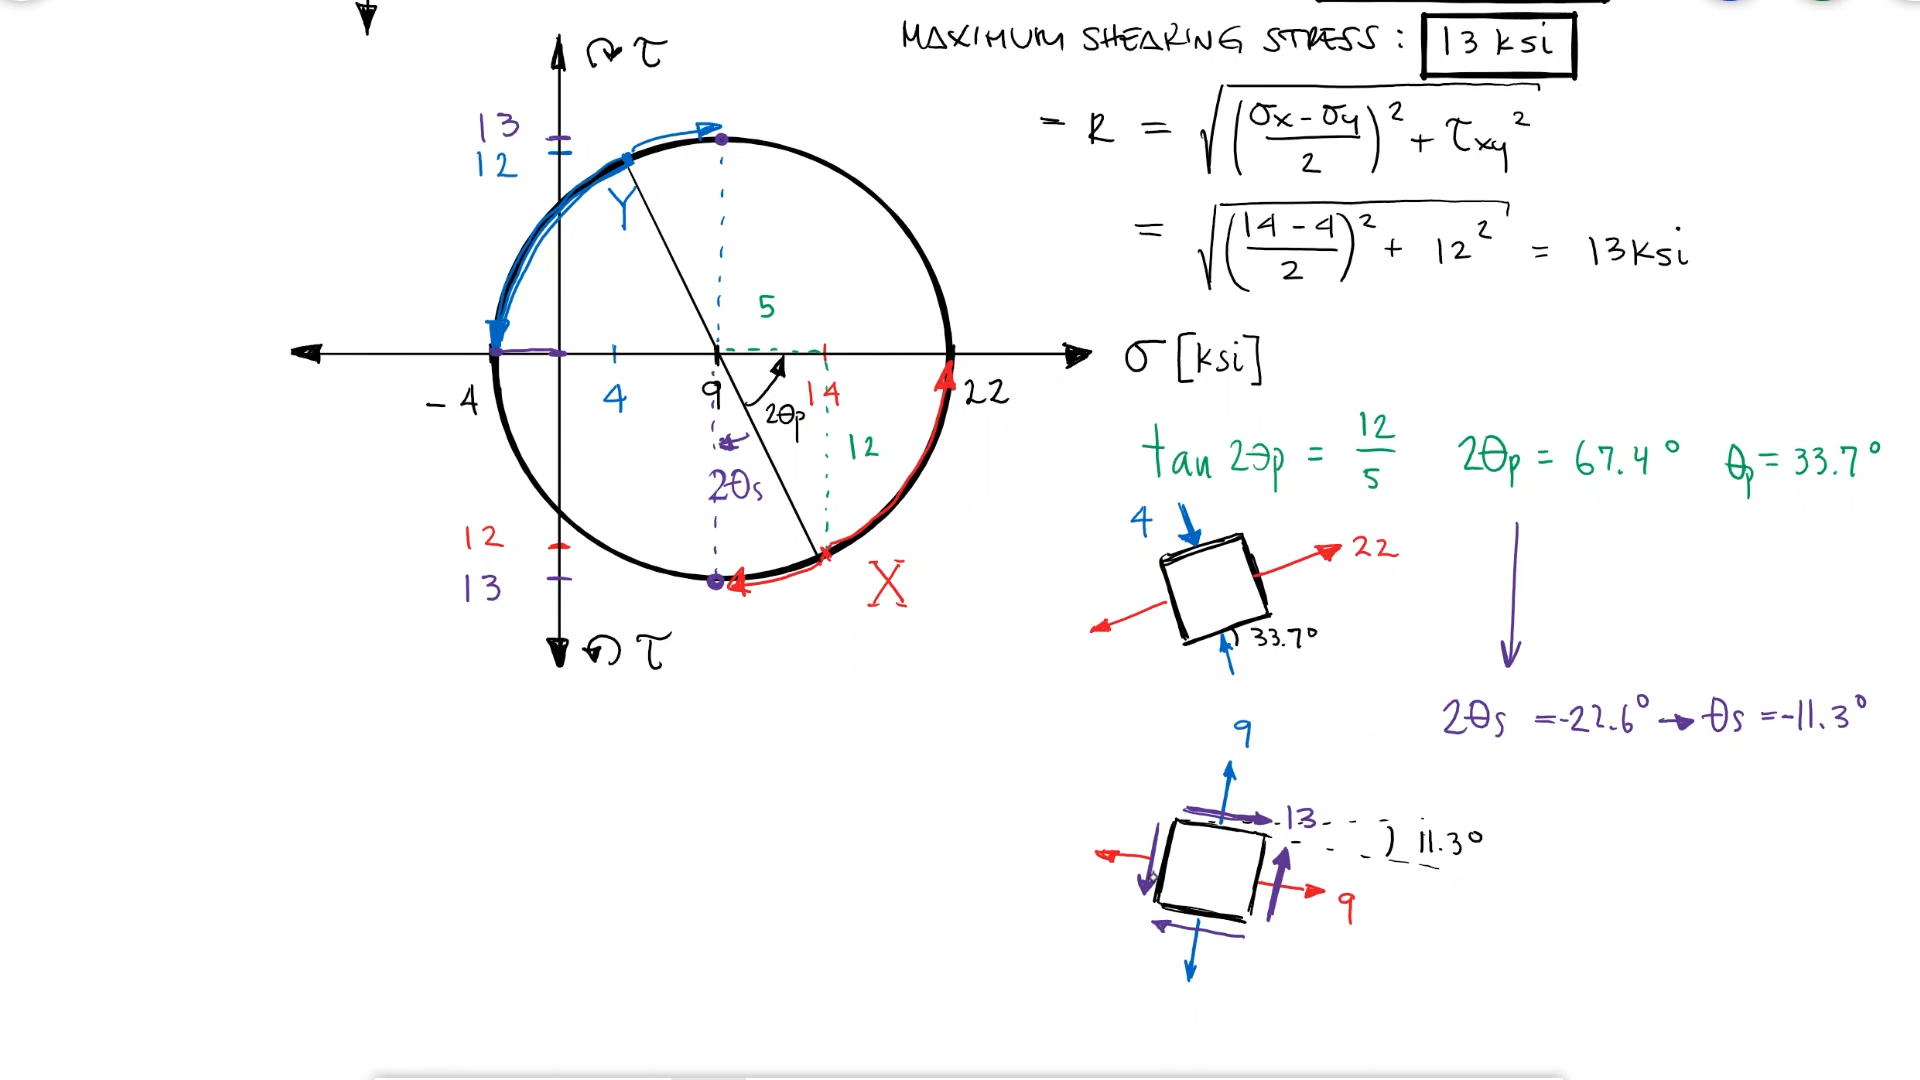 MAXIMUM SHEARING STRESS: 13 ksi
= R = √((σx - σy)/2)² + τxy²
= √((14 - 4)/2)² + 12² = 13 ksi
τ
13
12
Y
5
σ [ksi]
-4
4
9
14
22
2θp
12
2θs
12
13
X
τ
tan 2θp = 12/5 2θp = 67.4° θp = 33.7°
4
22
33.7°
2θs = -22.6° → θs = -11.3°
9
13
11.3°
9